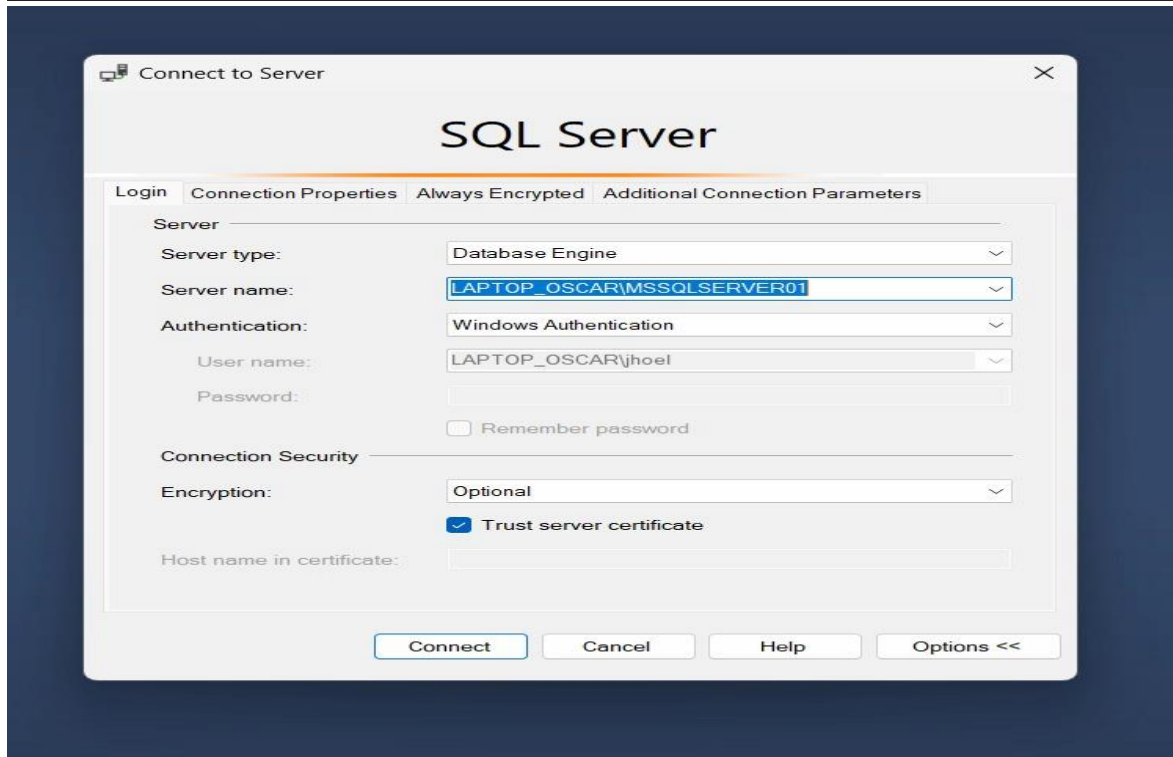 Connect to Server
SQL Server
Login Connection Properties Always Encrypted Additional Connection Parameters
Server
Server type: Database Engine
Server name: LAPTOP_OSCAR\MSSQLSERVER01
Authentication: Windows Authentication
User name: LAPTOP_OSCAR\jhoel
Password:
Remember password
Connection Security
Encryption: Optional
Trust server certificate
Host name in certificate:
Connect Cancel Help Options <<